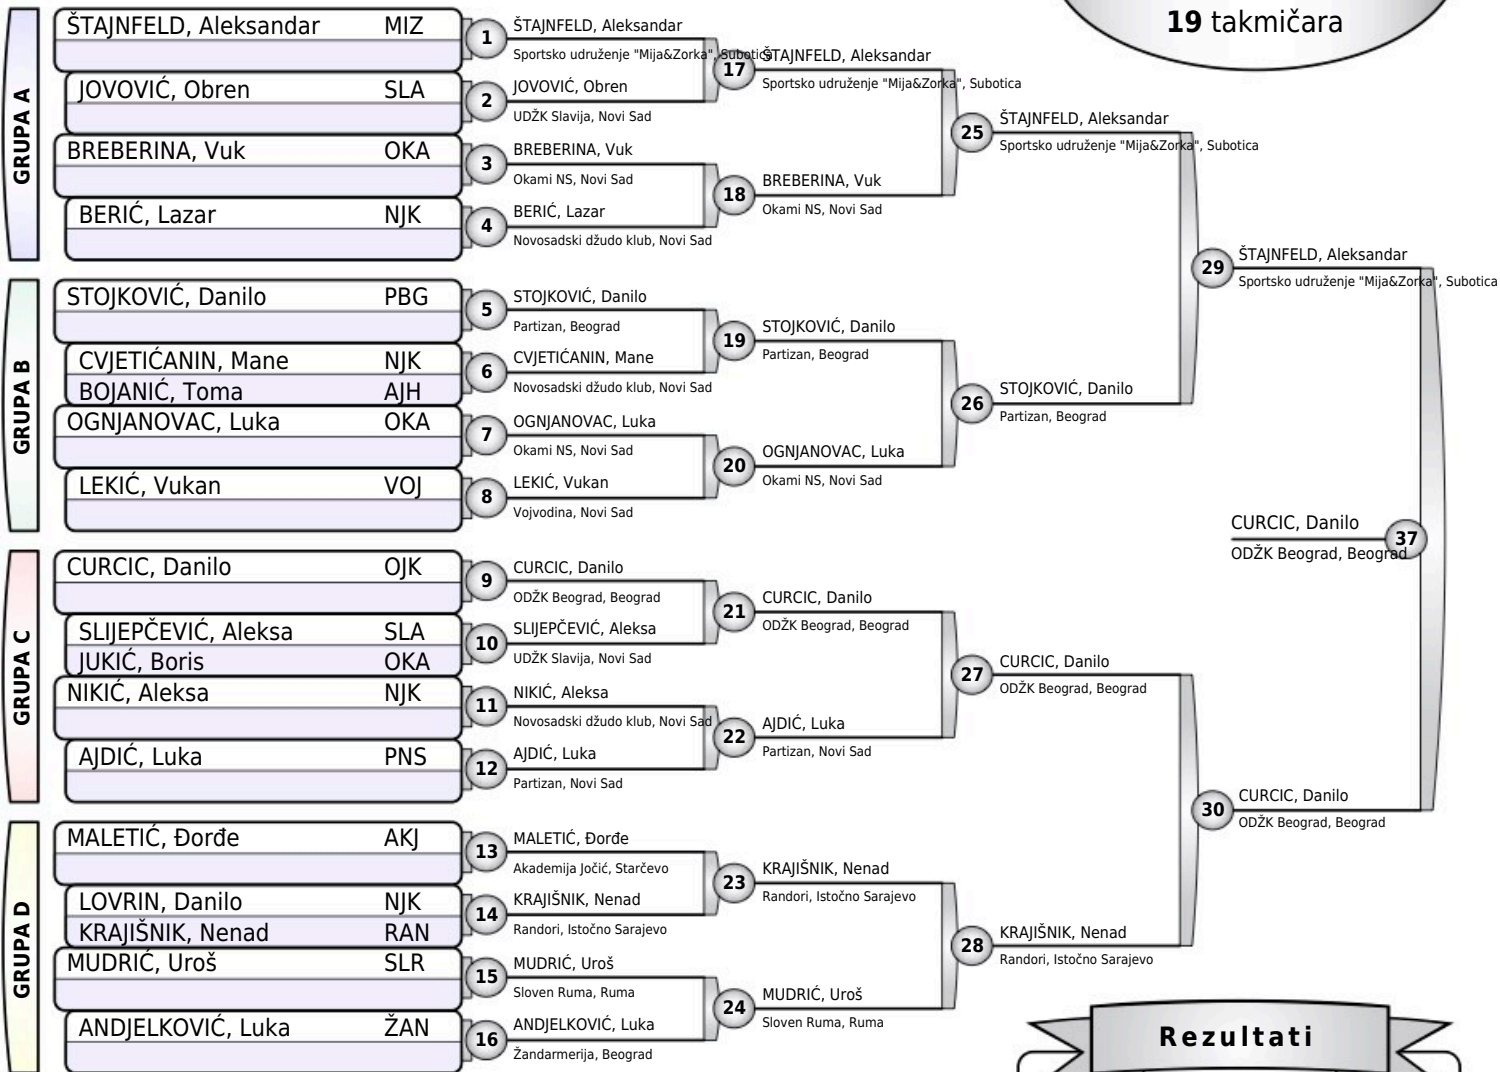 19 takmičara
GRUPA A
ŠTAJNFELD, Aleksandar MIZ
JOVOVIĆ, Obren SLA
BREBERINA, Vuk OKA
BERIĆ, Lazar NJK
GRUPA B
STOJKOVIĆ, Danilo PBG
CVJETIĆANIN, Mane NJK
BOJANIĆ, Toma AJH
OGNJANOVAC, Luka OKA
LEKIĆ, Vukan VOJ
GRUPA C
CURCIC, Danilo OJK
SLIJEPČEVIĆ, Aleksa SLA
JUKIĆ, Boris OKA
NIKIĆ, Aleksa NJK
AJDIĆ, Luka PNS
GRUPA D
MALETIĆ, Đorđe AKJ
LOVRIN, Danilo NJK
KRAJIŠNIK, Nenad RAN
MUDRIĆ, Uroš SLR
ANDJELKOVIĆ, Luka ŽAN
1 ŠTAJNFELD, Aleksandar
Sportsko udruženje "Mija&Zorka", Subotica
2 JOVOVIĆ, Obren
UDŽK Slavija, Novi Sad
3 BREBERINA, Vuk
Okami NS, Novi Sad
4 BERIĆ, Lazar
Novosadski džudo klub, Novi Sad
5 STOJKOVIĆ, Danilo
Partizan, Beograd
6 CVJETIĆANIN, Mane
Novosadski džudo klub, Novi Sad
7 OGNJANOVAC, Luka
Okami NS, Novi Sad
8 LEKIĆ, Vukan
Vojvodina, Novi Sad
9 CURCIC, Danilo
ODŽK Beograd, Beograd
10 SLIJEPČEVIĆ, Aleksa
UDŽK Slavija, Novi Sad
11 NIKIĆ, Aleksa
Novosadski džudo klub, Novi Sad
12 AJDIĆ, Luka
Partizan, Novi Sad
13 MALETIĆ, Đorđe
Akademija Jočić, Starčevo
14 KRAJIŠNIK, Nenad
Randori, Istočno Sarajevo
15 MUDRIĆ, Uroš
Sloven Ruma, Ruma
16 ANDJELKOVIĆ, Luka
Žandarmerija, Beograd
17 ŠTAJNFELD, Aleksandar
Sportsko udruženje "Mija&Zorka", Subotica
18 BREBERINA, Vuk
Okami NS, Novi Sad
19 STOJKOVIĆ, Danilo
Partizan, Beograd
20 OGNJANOVAC, Luka
Okami NS, Novi Sad
21 CURCIC, Danilo
ODŽK Beograd, Beograd
22 AJDIĆ, Luka
Partizan, Novi Sad
23 KRAJIŠNIK, Nenad
Randori, Istočno Sarajevo
24 MUDRIĆ, Uroš
Sloven Ruma, Ruma
25 ŠTAJNFELD, Aleksandar
Sportsko udruženje "Mija&Zorka", Subotica
26 STOJKOVIĆ, Danilo
Partizan, Beograd
27 CURCIC, Danilo
ODŽK Beograd, Beograd
28 KRAJIŠNIK, Nenad
Randori, Istočno Sarajevo
29 ŠTAJNFELD, Aleksandar
Sportsko udruženje "Mija&Zorka", Subotica
30 CURCIC, Danilo
ODŽK Beograd, Beograd
CURCIC, Danilo 37
ODŽK Beograd, Beograd
Rezultati